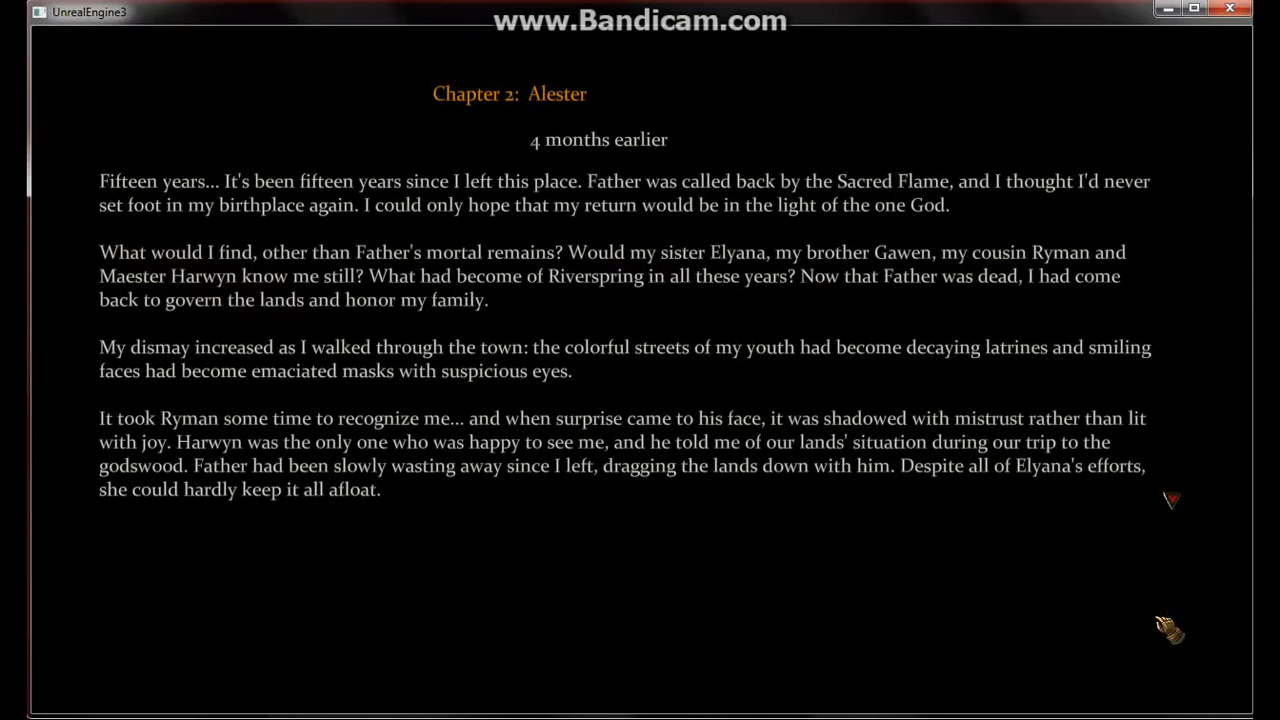 UnrealEngine3
www.Bandicam.com
Chapter 2: Alester
4 months earlier
Fifteen years... It's been fifteen years since I left this place. Father was called back by the Sacred Flame, and I thought I'd never
set foot in my birthplace again. I could only hope that my return would be in the light of the one God.
What would I find, other than Father's mortal remains? Would my sister Elyana, my brother Gawen, my cousin Ryman and
Maester Harwyn know me still? What had become of Riverspring in all these years? Now that Father was dead, I had come
back to govern the lands and honor my family.
My dismay increased as I walked through the town: the colorful streets of my youth had become decaying latrines and smiling
faces had become emaciated masks with suspicious eyes.
It took Ryman some time to recognize me... and when surprise came to his face, it was shadowed with mistrust rather than lit
with joy. Harwyn was the only one who was happy to see me, and he told me of our lands' situation during our trip to the
godswood. Father had been slowly wasting away since I left, dragging the lands down with him. Despite all of Elyana's efforts,
she could hardly keep it all afloat.